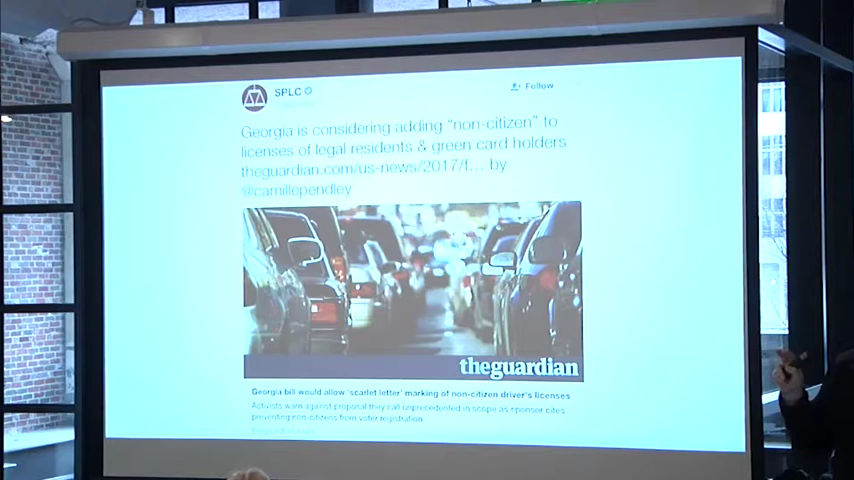 SPLC
Follow
Georgia is considering adding "non-citizen" to
licenses of legal residents & green card holders
theguardian.com/us-news/2017/f... by
@camillependley
theguardian
Georgia bill would allow 'scarlet letter' marking of non-citizen driver's licenses
Activists warn against proposal they call unprecedented in scope as sponsor cites
preventing non-citizens from voter registration
theguardian.com